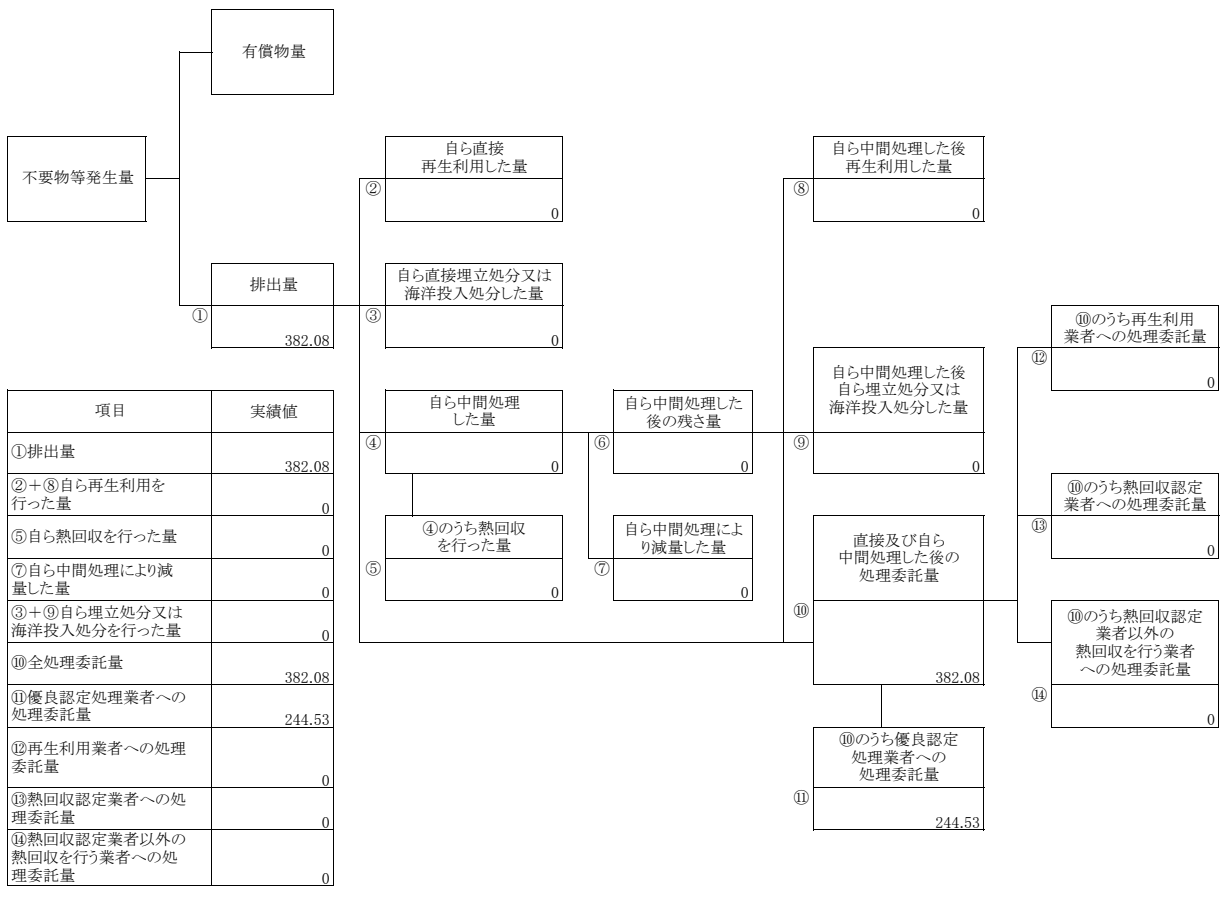 有償物量
不要物等発生量
排出量
①
382.08
自ら直接
再生利用した量
②
0
自ら直接埋立処分又は
海洋投入処分した量
③
0
自ら中間処理
した量
④
0
④のうち熱回収
を行った量
⑤
0
自ら中間処理した
後の残さ量
⑥
0
自ら中間処理によ
り減量した量
⑦
0
自ら中間処理した後
再生利用した量
⑧
0
自ら中間処理した後
自ら埋立処分又は
海洋投入処分した量
⑨
0
直接及び自ら
中間処理した後の
処理委託量
⑩
382.08
⑩のうち優良認定
処理業者への
処理委託量
⑪
244.53
⑩のうち再生利用
業者への処理委託量
⑫
0
⑩のうち熱回収認定
業者への処理委託量
⑬
0
⑩のうち熱回収認定
業者以外の
熱回収を行う業者
への処理委託量
⑭
0
項目 実績値
①排出量
382.08
②＋⑧自ら再生利用を
行った量
0
⑤自ら熱回収を行った量
0
⑦自ら中間処理により減
量した量
0
③＋⑨自ら埋立処分又は
海洋投入処分を行った量
0
⑩全処理委託量
382.08
⑪優良認定処理業者への
処理委託量
244.53
⑫再生利用業者への処理
委託量
0
⑬熱回収認定業者への処
理委託量
0
⑭熱回収認定業者以外の
熱回収を行う業者への処
理委託量
0